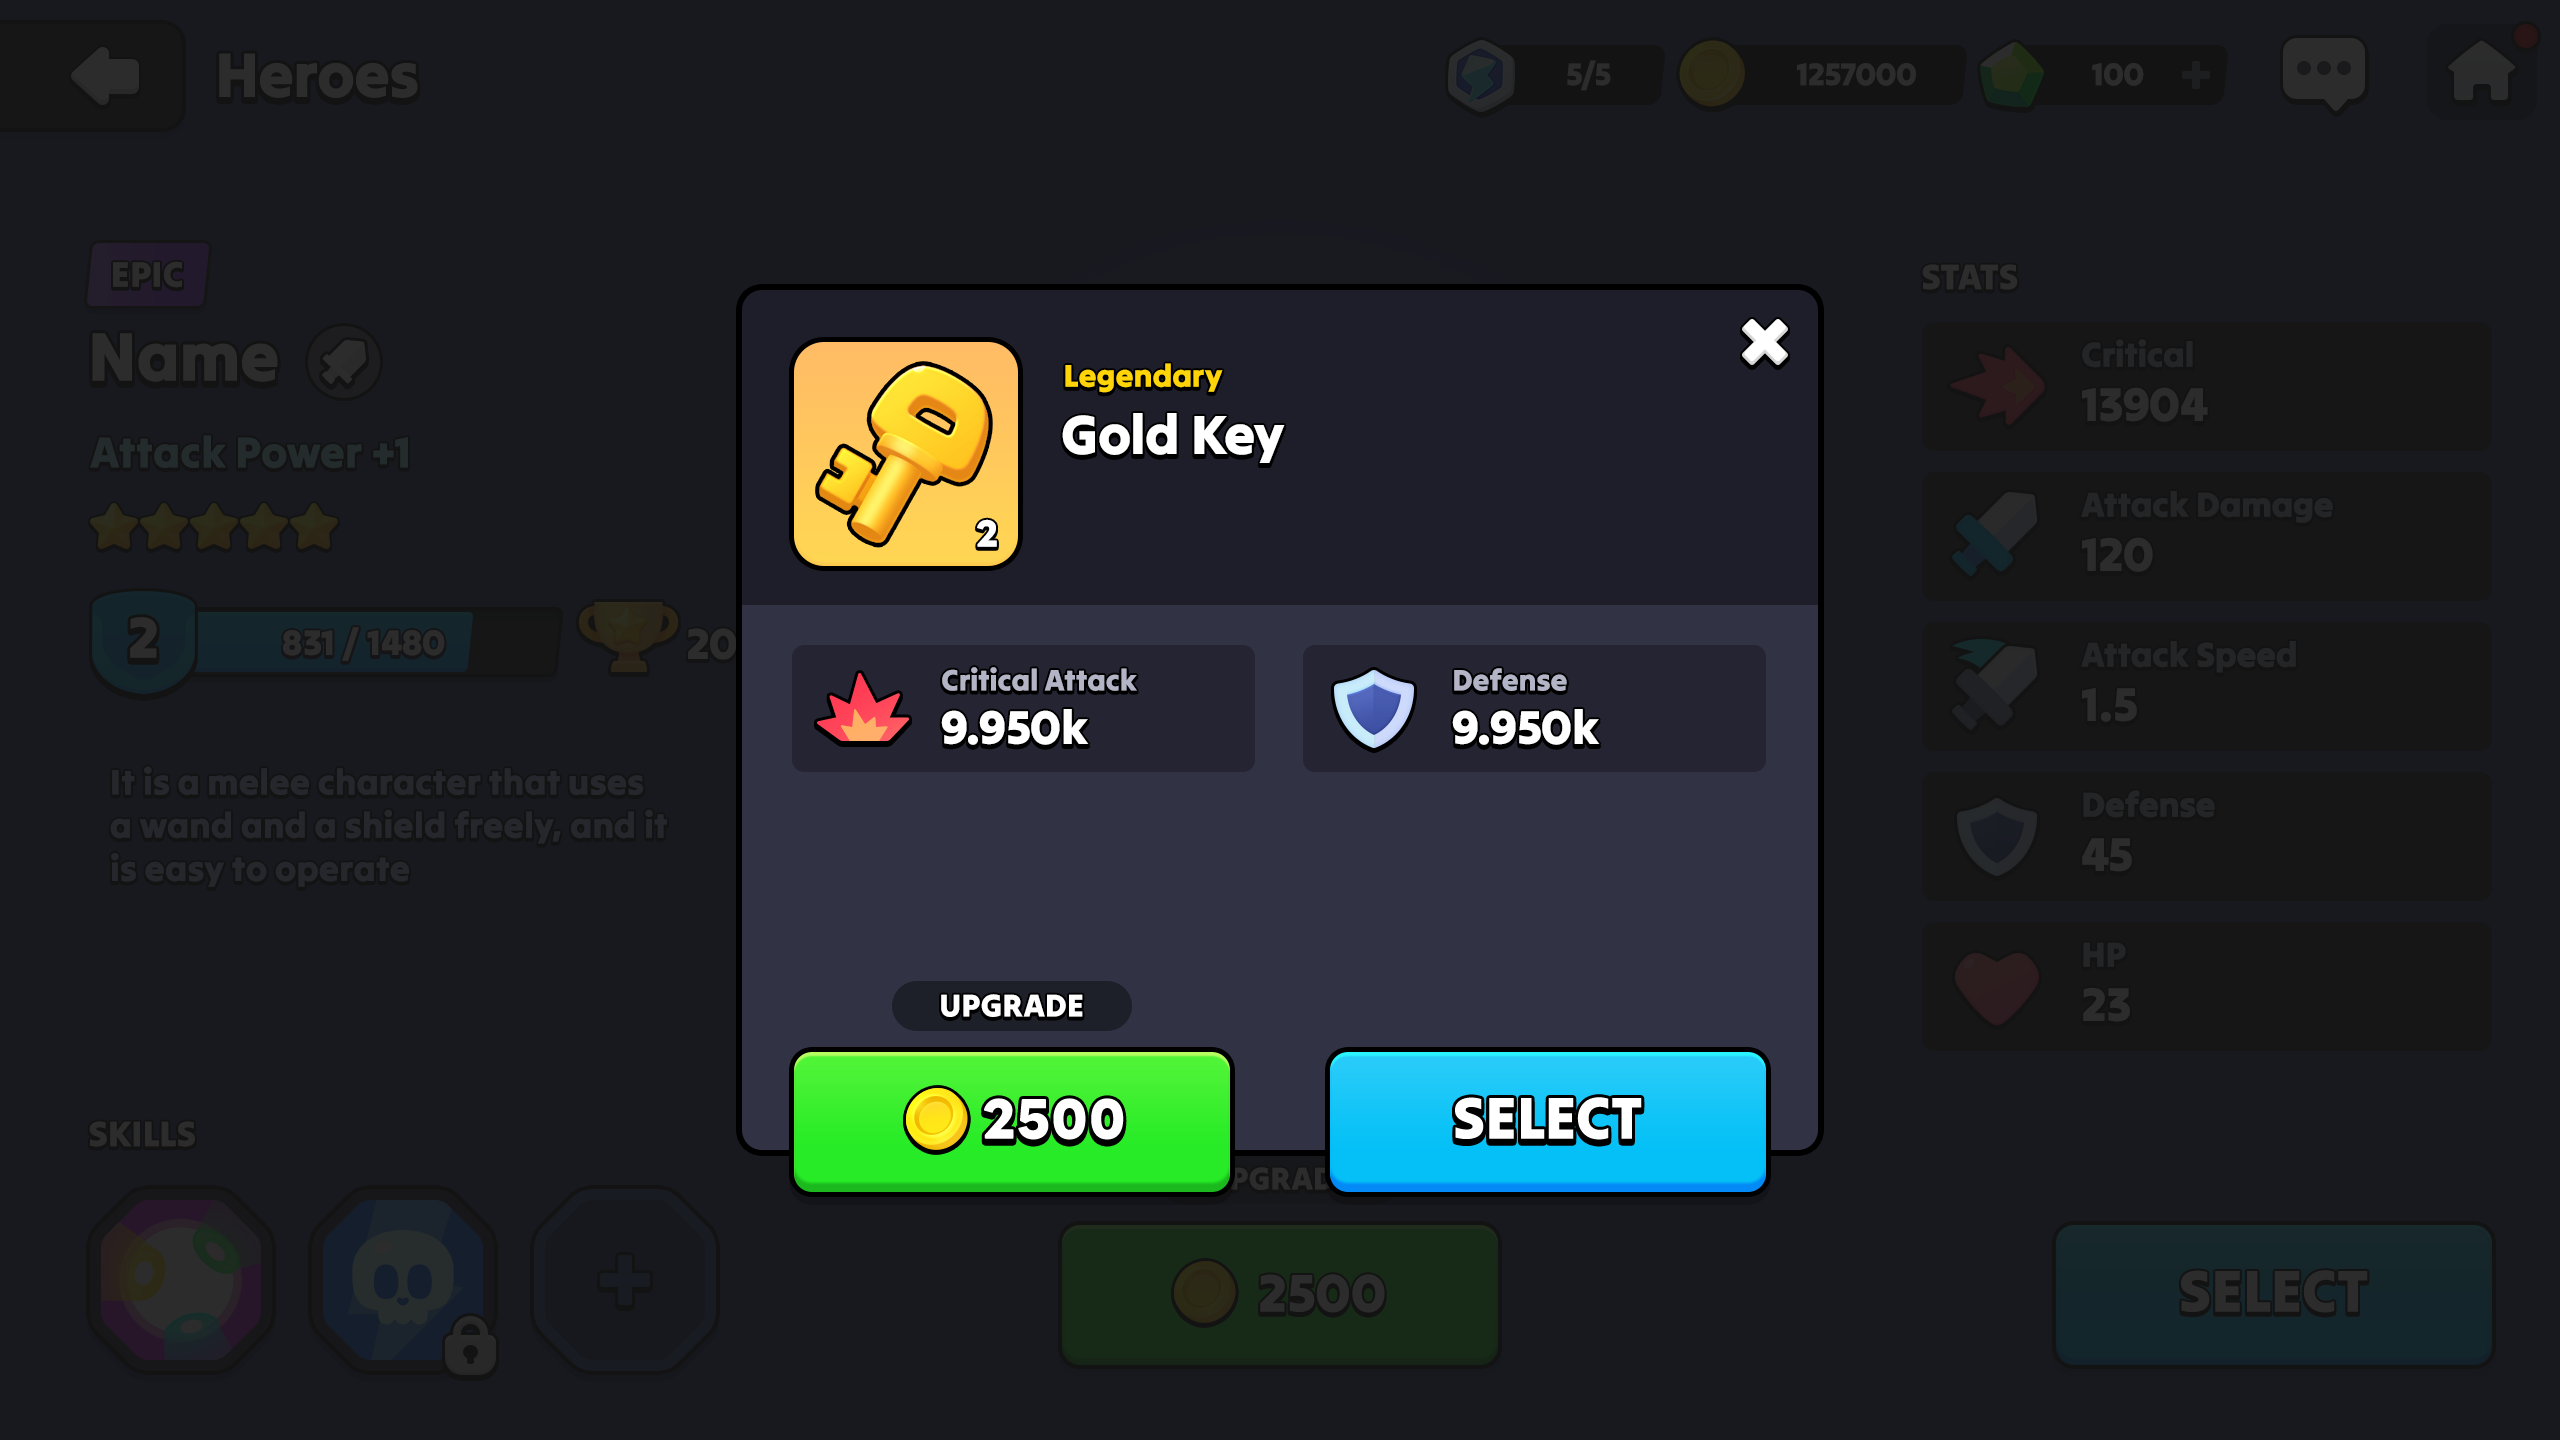 Heroes
5/5
1257000
100
EPIC
Name
Attack Power +1
2
831 / 1480
20
It is a melee character that uses
a wand and a shield freely, and it
is easy to operate
SKILLS
Legendary
Gold Key
2
Critical Attack
9.950k
Defense
9.950k
UPGRADE
2500
SELECT
2500
STATS
Critical
13904
Attack Damage
120
Attack Speed
1.5
Defense
45
HP
23
SELECT